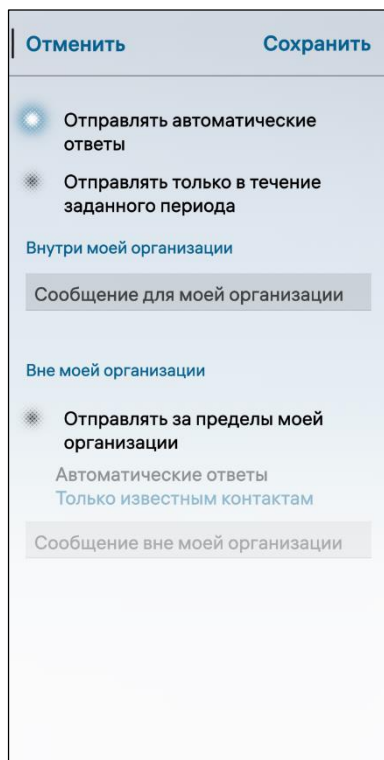 Отменить Сохранить
Отправлять автоматические
ответы
Отправлять только в течение
заданного периода
Внутри моей организации
Сообщение для моей организации
Вне моей организации
Отправлять за пределы моей
организации
Автоматические ответы
Только известным контактам
Сообщение вне моей организации